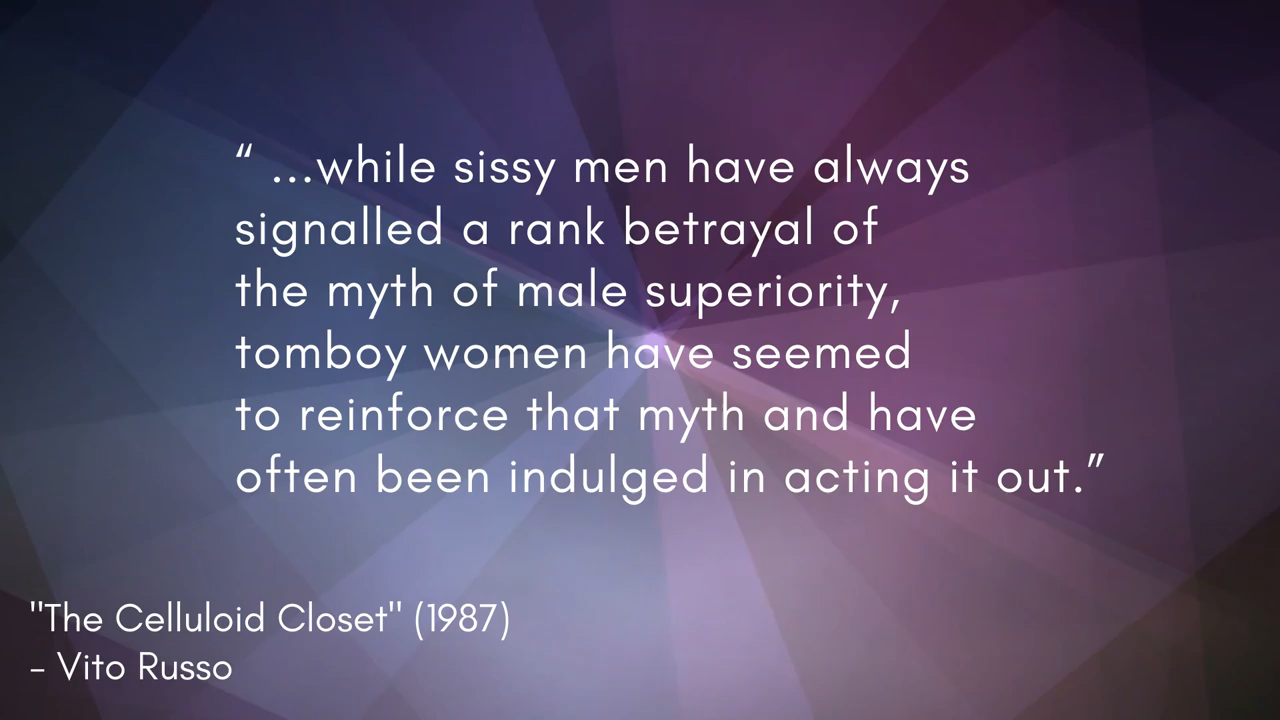 “ ...while sissy men have always
signalled a rank betrayal of
the myth of male superiority,
tomboy women have seemed
to reinforce that myth and have
often been indulged in acting it out.”
"The Celluloid Closet" (1987)
– Vito Russo